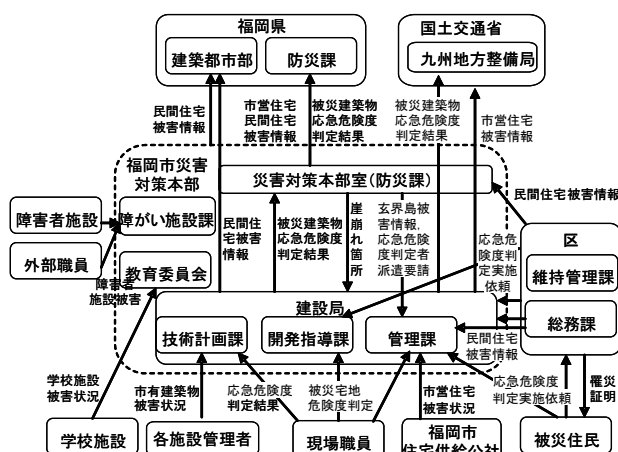 福岡県
建築都市部
防災課
国土交通省
九州地方整備局
民間住宅
被害情報
市営住宅
民間住宅
被害情報
被災建築物
応急危険度
判定結果
被災建築物
応急危険度
判定結果
市営住宅
被害情報
福岡市災害
対策本部
災害対策本部室(防災課)
民間住宅被害情報
障害者施設
障がい施設課
外部職員
障害者
施設被害
教育委員会
民間住
宅被害
情報
被災建築物
応急危険度
判定結果
崖
崩
れ
箇
所
玄界島被
害情報,
応急危険
度判定者
派遣要請
応急危
険度判
定実施
依頼
区
維持管理課
総務課
建設局
技術計画課
開発指導課
管理課
民間住宅
被害情報
学校施設
被害状況
市有建築物
被害状況
応急危険度
判定結果
被災宅地
危険度判定
市営住宅
被害状況
応急危険度
判定実施依頼
罹災
証明
学校施設
各施設管理者
現場職員
福岡市
住宅供給公社
被災住民